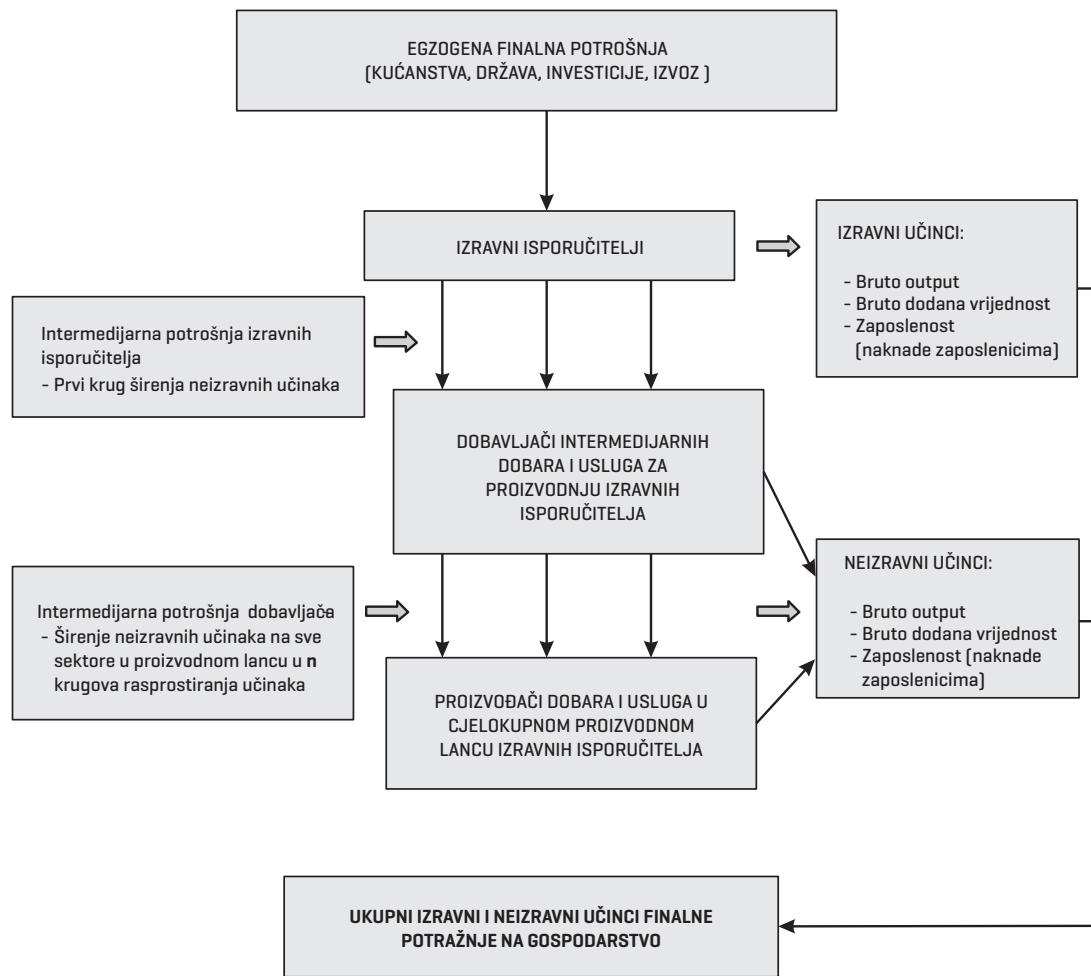 EGZOGENA FINALNA POTROŠNJA
(KUĆANSTVA, DRŽAVA, INVESTICIJE, IZVOZ )
IZRAVNI ISPORUČITELJI
IZRAVNI UČINCI:
- Bruto output
- Bruto dodana vrijednost
- Zaposlenost
(naknade zaposlenicima)
Intermedijarna potrošnja izravnih
isporučitelja
- Prvi krug širenja neizravnih učinaka
DOBAVLJAČI INTERMEDIJARNIH
DOBARA I USLUGA ZA
PROIZVODNJU IZRAVNIH
ISPORUČITELJA
NEIZRAVNI UČINCI:
- Bruto output
- Bruto dodana vrijednost
- Zaposlenost (naknade
zaposlenicima)
Intermedijarna potrošnja dobavljača
- Širenje neizravnih učinaka na sve
sektore u proizvodnom lancu u n
krugova rasprostiranja učinaka
PROIZVOĐAČI DOBARA I USLUGA U
CJELOKUPNOM PROIZVODNOM
LANCU IZRAVNIH ISPORUČITELJA
UKUPNI IZRAVNI I NEIZRAVNI UČINCI FINALNE
POTRAŽNJE NA GOSPODARSTVO